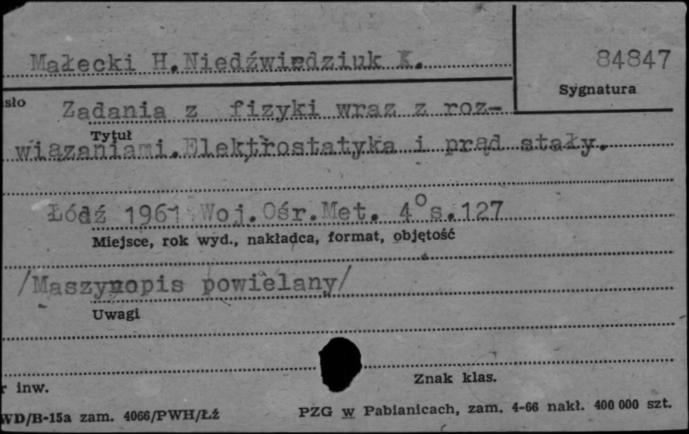 Małecki H.Niedźwiedziuk K.
84847
Sygnatura
sło Zadania z fizyki wraz z roz-
Tytuł
wiązaniami.Elektrostatyka i prąd stały.
Łódź 1961 Woj.Ośr.Met. 4°s.127
Miejsce, rok wyd., nakładca, format, objętość
/Maszynopis powielany/
Uwagi
r inw.
Znak klas.
WD/B-15a zam. 4066/PWH/Łź
PZG w Pabianicach, zam. 4-66 nakł. 400 000 szt.